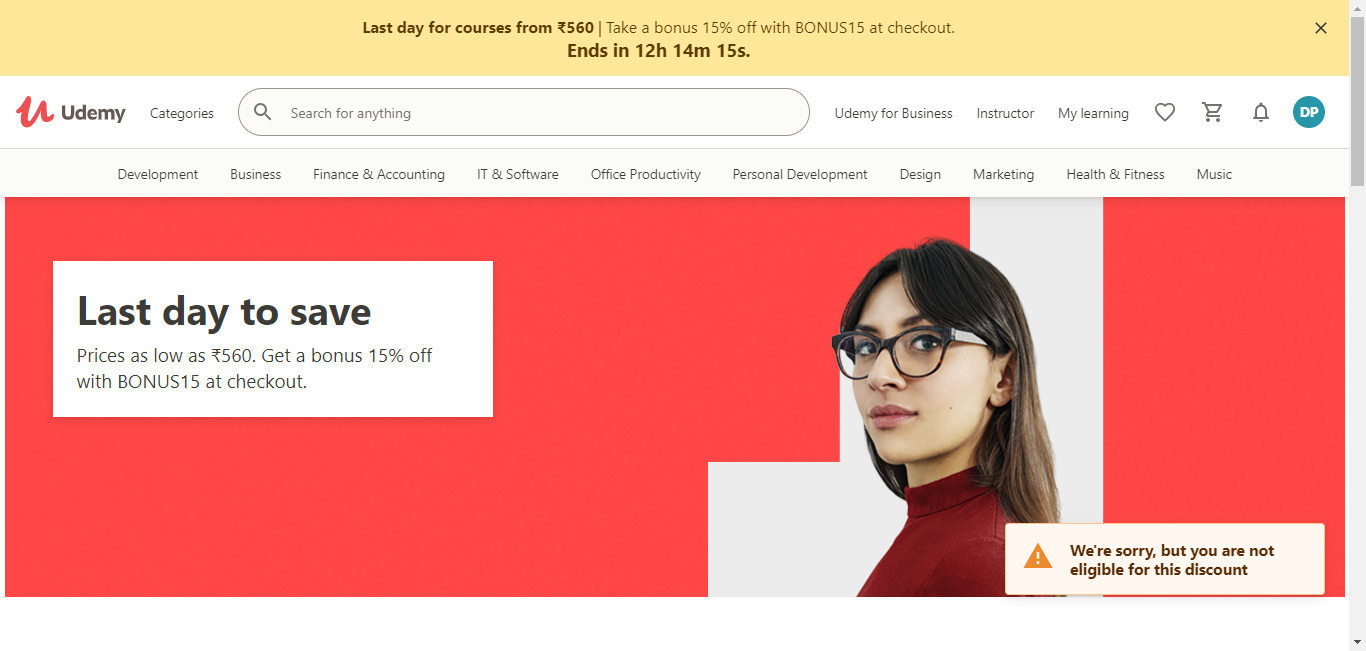 Last day for courses from ₹560 | Take a bonus 15% off with BONUS15 at checkout.
Ends in 12h 14m 15s.
Udemy
Categories
Search for anything
Udemy for Business
Instructor
My learning
DP
Development
Business
Finance & Accounting
IT & Software
Office Productivity
Personal Development
Design
Marketing
Health & Fitness
Music
Last day to save
Prices as low as ₹560. Get a bonus 15% off
with BONUS15 at checkout.
We're sorry, but you are not
eligible for this discount